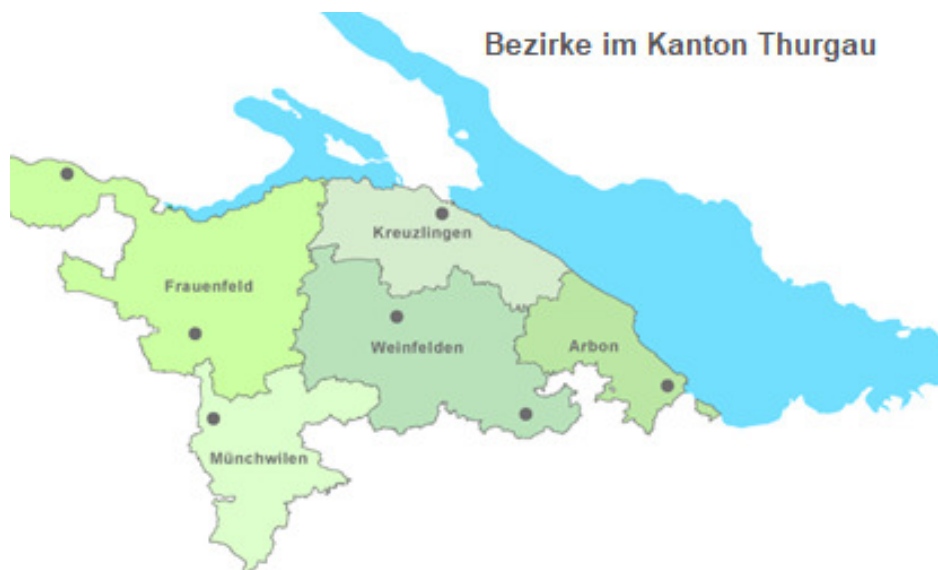 Bezirke im Kanton Thurgau
Kreuzlingen
Frauenfeld
Weinfelden
Arbon
Münchwilen